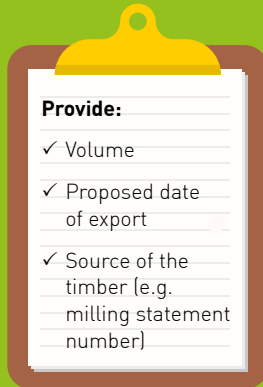 Provide:
✓ Volume
✓ Proposed date
of export
✓ Source of the
timber (e.g.
milling statement
number)